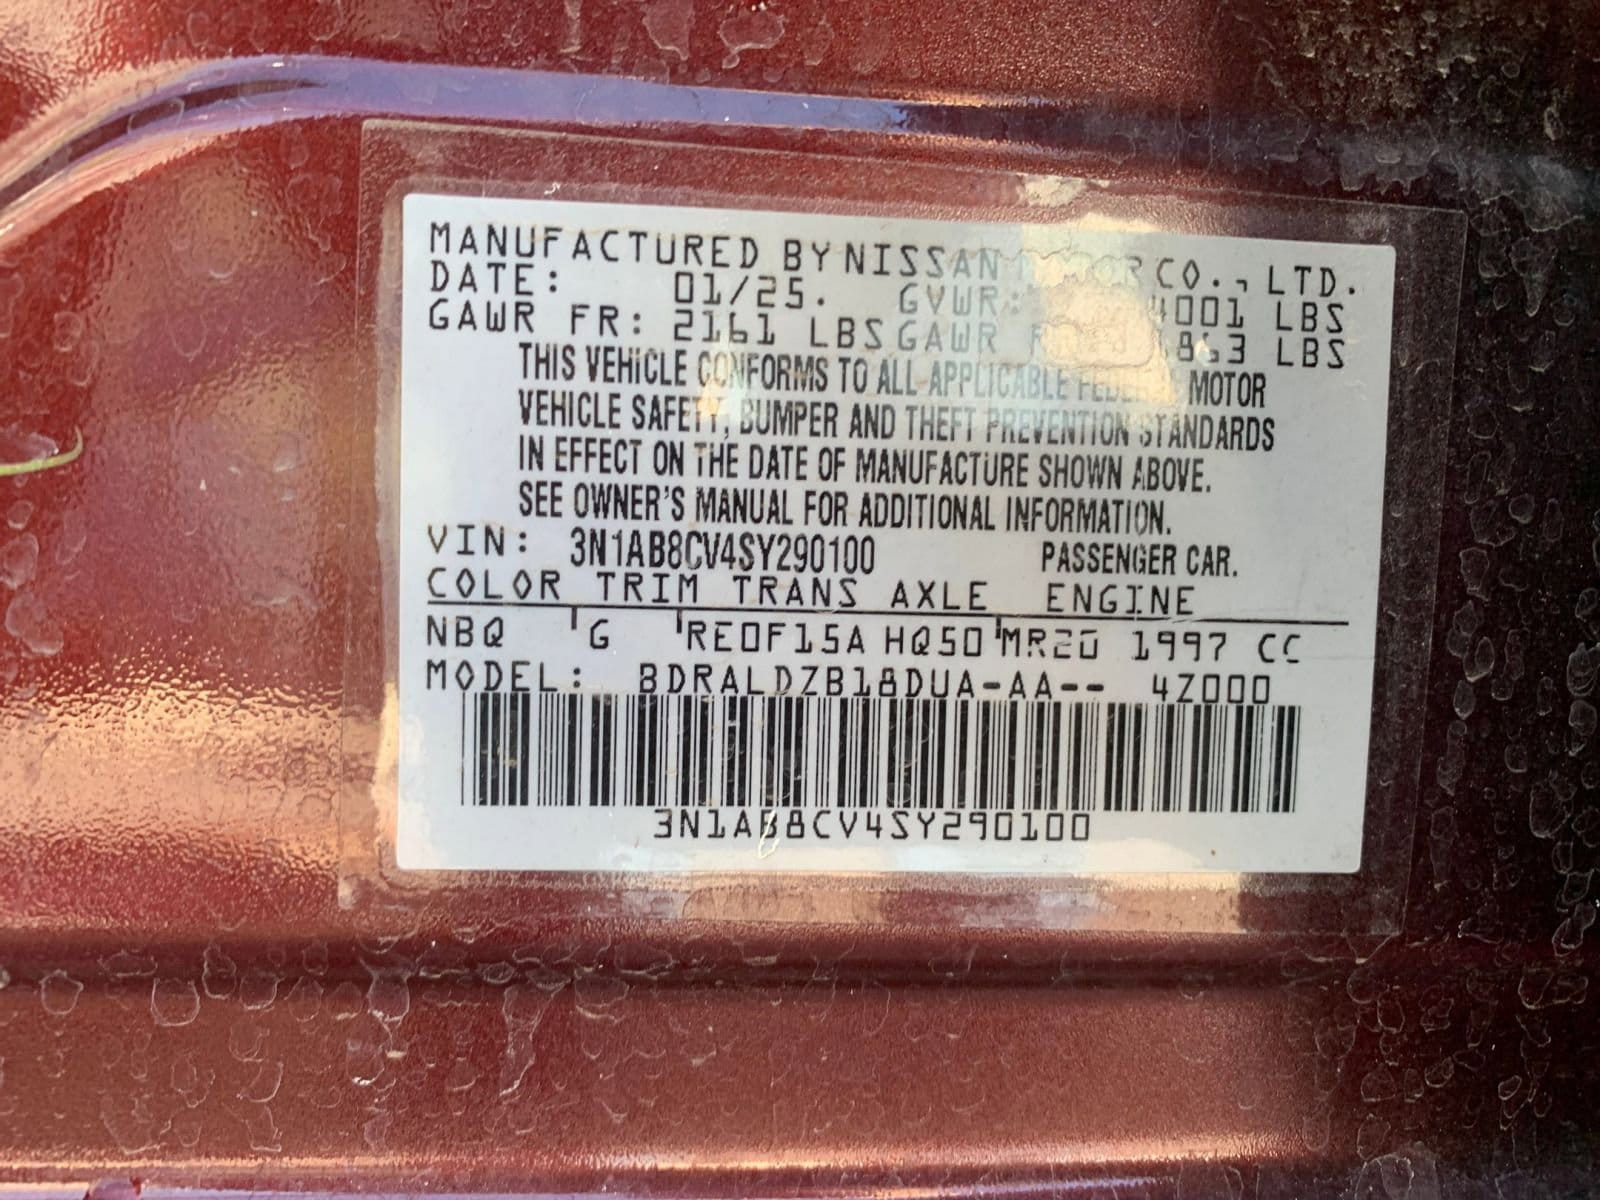 MANUFACTURED BY NISSAN MOTOR CO., LTD.
DATE: 01/25. GVWR: 4001 LBS
GAWR FR: 2161 LBS GAWR 1863 LBS
THIS VEHICLE CONFORMS TO ALL APPLICABLE FEDERAL MOTOR
VEHICLE SAFETY, BUMPER AND THEFT PREVENTION STANDARDS
IN EFFECT ON THE DATE OF MANUFACTURE SHOWN ABOVE.
SEE OWNER'S MANUAL FOR ADDITIONAL INFORMATION.
VIN: 3N1AB8CV4SY290100 PASSENGER CAR.
COLOR TRIM TRANS AXLE ENGINE
NBQ G RE0F15A HQ50 MR20 1997 CC
MODEL: BDRALDZB18DUA-AA-- 4Z000
3N1AB8CV4SY290100